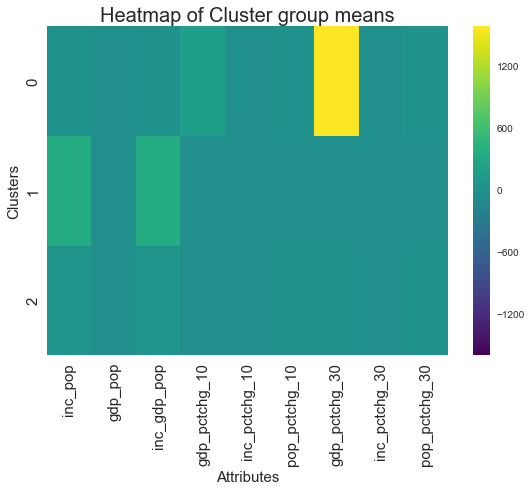 Heatmap of Cluster group means
Clusters
0
1
2
inc_pop
gdp_pop
inc_gdp_pop
gdp_pctchg_10
inc_pctchg_10
pop_pctchg_10
gdp_pctchg_30
inc_pctchg_30
pop_pctchg_30
Attributes
1200
600
0
−600
−1200